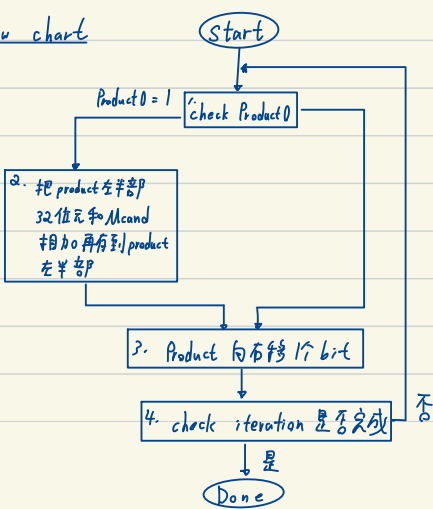 w chart
Start
Product0 = 1
1. check Product0
2. 把product左半部
32位元和Mcand
相加再存到product
左半部
3. Product 向右移1个bit
4. check iteration 是否完成
否
是
Done